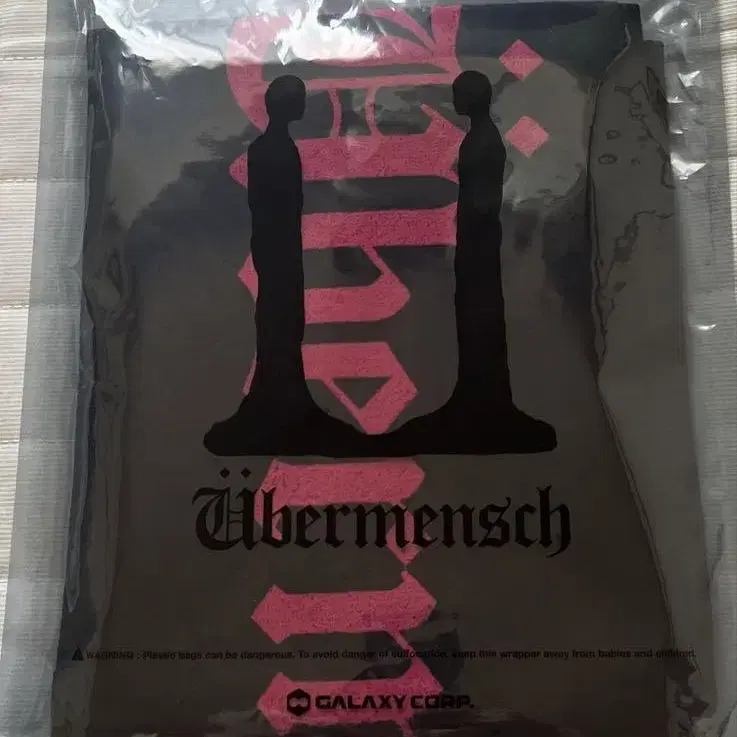 Übermensch
WARNING : Plastic bags can be dangerous. To avoid danger of suffocation, keep this wrapper away from babies and children.
GALAXY CORP.